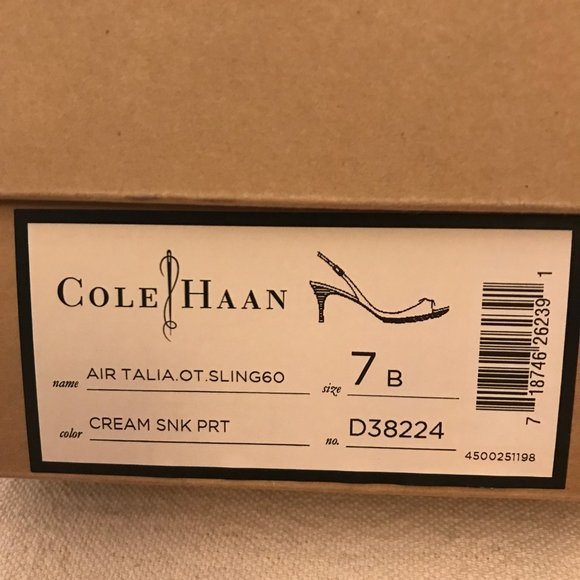 COLE HAAN
name AIR TALIA.OT.SLING60
size 7 B
color CREAM SNK PRT
no. D38224
7 18746 26239 1
4500251198